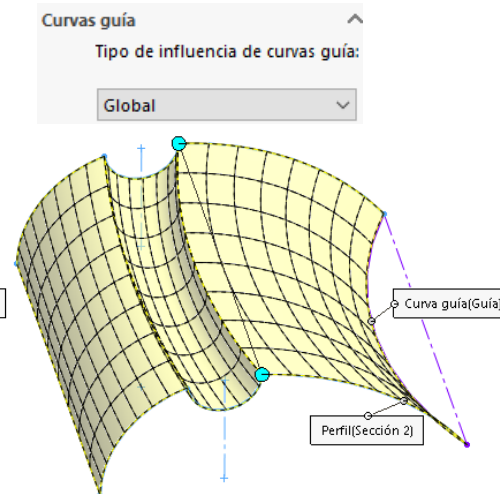 Curvas guía
Tipo de influencia de curvas guía:
Global
Curva guía(Guía)
Perfil(Sección 2)